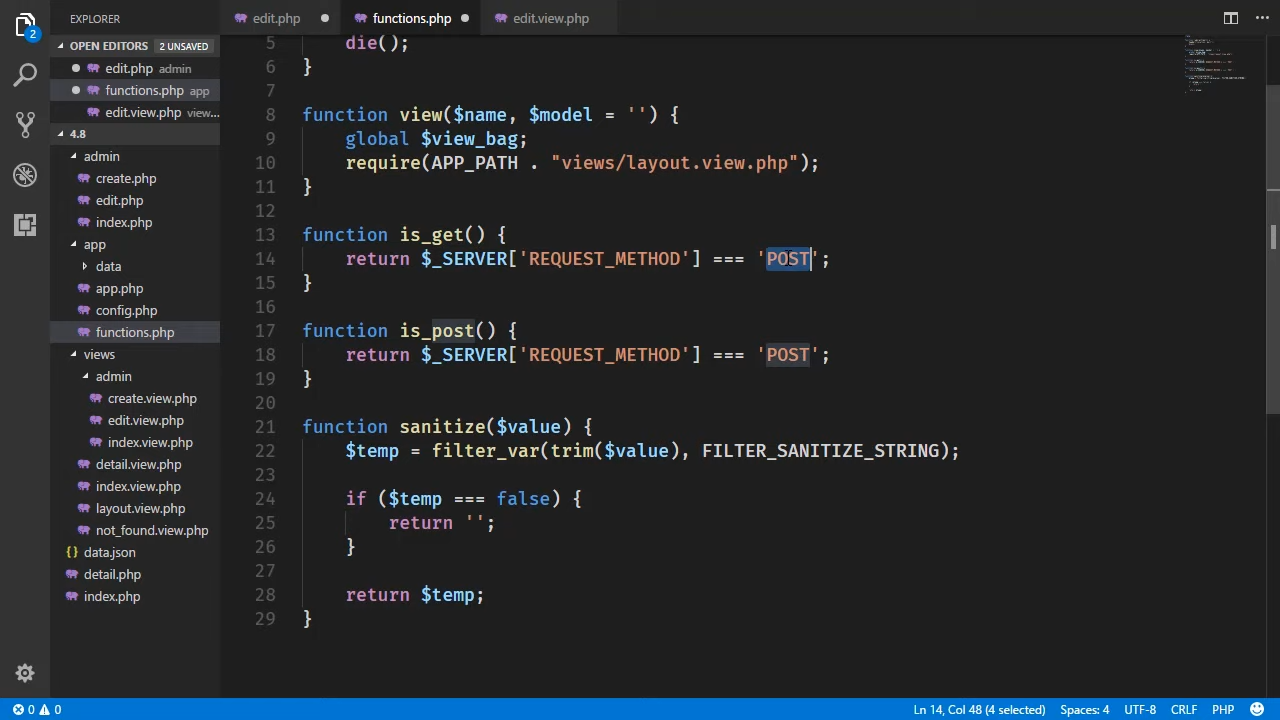 EXPLORER
edit.php
functions.php
edit.view.php
OPEN EDITORS 2 UNSAVED
edit.php admin
functions.php app
edit.view.php view...
4.8
admin
create.php
edit.php
index.php
app
data
app.php
config.php
functions.php
views
admin
create.view.php
edit.view.php
index.view.php
detail.view.php
index.view.php
layout.view.php
not_found.view.php
{} data.json
detail.php
index.php
2
5 die();
6 }
7
8 function view($name, $model = '') {
9 global $view_bag;
10 require(APP_PATH . "views/layout.view.php");
11 }
12
13 function is_get() {
14 return $_SERVER['REQUEST_METHOD'] === 'POST';
15 }
16
17 function is_post() {
18 return $_SERVER['REQUEST_METHOD'] === 'POST';
19 }
20
21 function sanitize($value) {
22 $temp = filter_var(trim($value), FILTER_SANITIZE_STRING);
23
24 if ($temp === false) {
25 return '';
26 }
27
28 return $temp;
29 }
0 0 Ln 14, Col 48 (4 selected) Spaces: 4 UTF-8 CRLF PHP